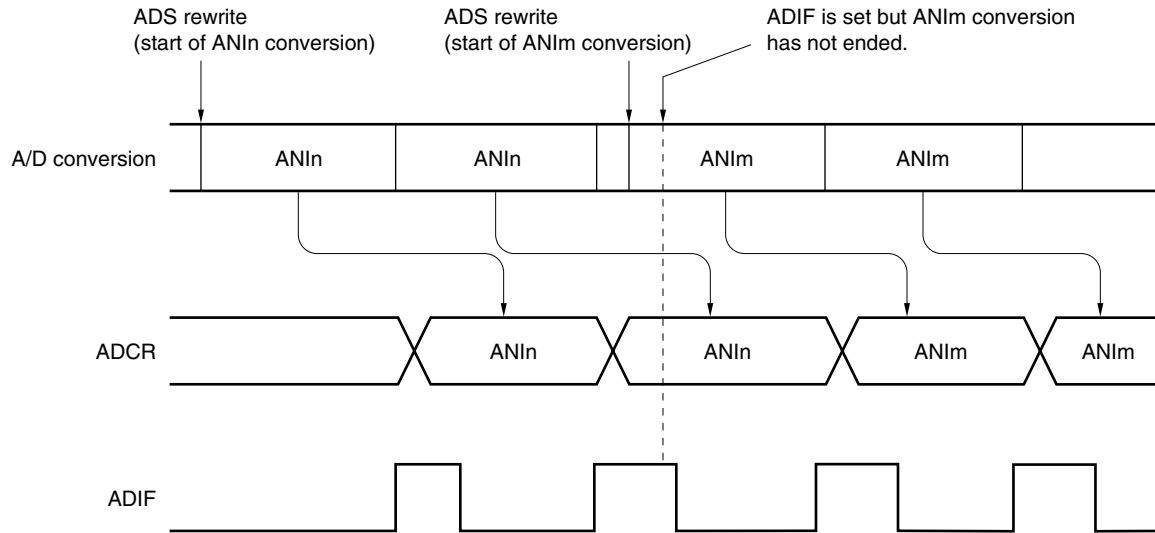 ADS rewrite
(start of ANIn conversion)
ADS rewrite
(start of ANIm conversion)
ADIF is set but ANIm conversion
has not ended.
A/D conversion
ANIn
ANIn
ANIm
ANIm
ADCR
ANIn
ANIn
ANIm
ANIm
ADIF